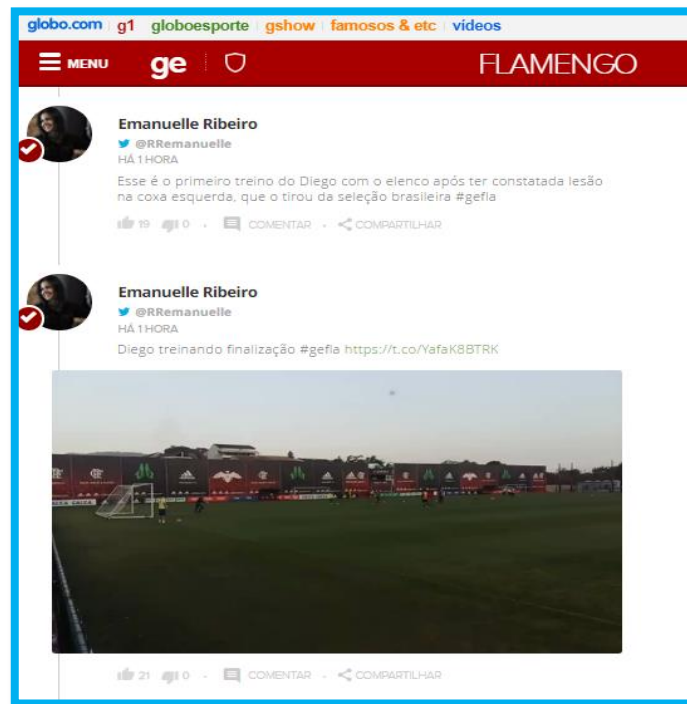 globo.com g1 globoesporte gshow famosos & etc vídeos
MENU ge FLAMENGO
Emanuelle Ribeiro
@RRemanuelle
HÁ 1 HORA
Esse é o primeiro treino do Diego com o elenco após ter constatada lesão
na coxa esquerda, que o tirou da seleção brasileira #gefla
19 0 COMENTAR COMPARTILHAR
Emanuelle Ribeiro
@RRemanuelle
HÁ 1 HORA
Diego treinando finalização #gefla https://t.co/YafaK8BTRK
21 0 COMENTAR COMPARTILHAR